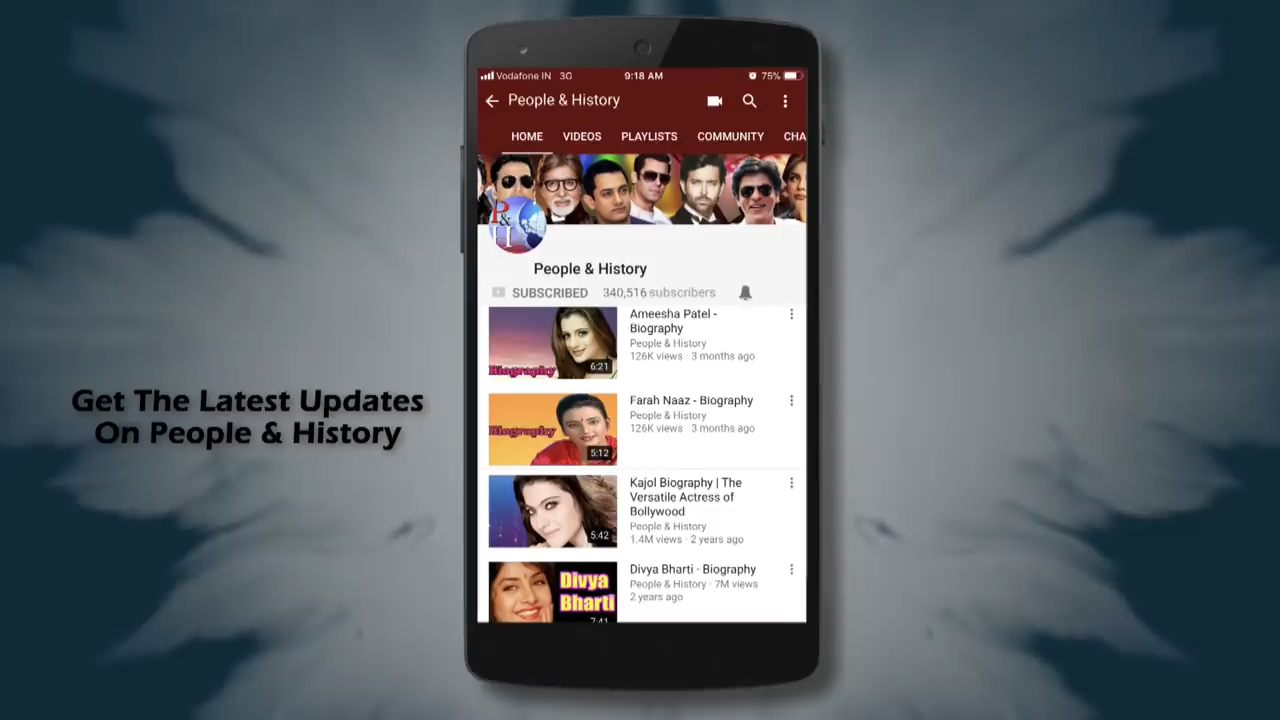 Vodafone IN 3G 9:18 AM 75%
People & History
HOME VIDEOS PLAYLISTS COMMUNITY CHA
P
&
H
People & History
SUBSCRIBED 340,516 subscribers
Ameesha Patel -
Biography
People & History
126K views · 3 months ago
Biography
6:21
Farah Naaz - Biography
People & History
126K views · 3 months ago
Biography
5:12
Kajol Biography | The
Versatile Actress of
Bollywood
People & History
1.4M views · 2 years ago
5:42
Divya Bharti - Biography
People & History · 7M views
2 years ago
Divya
Bharti
7:41
Get The Latest Updates
On People & History